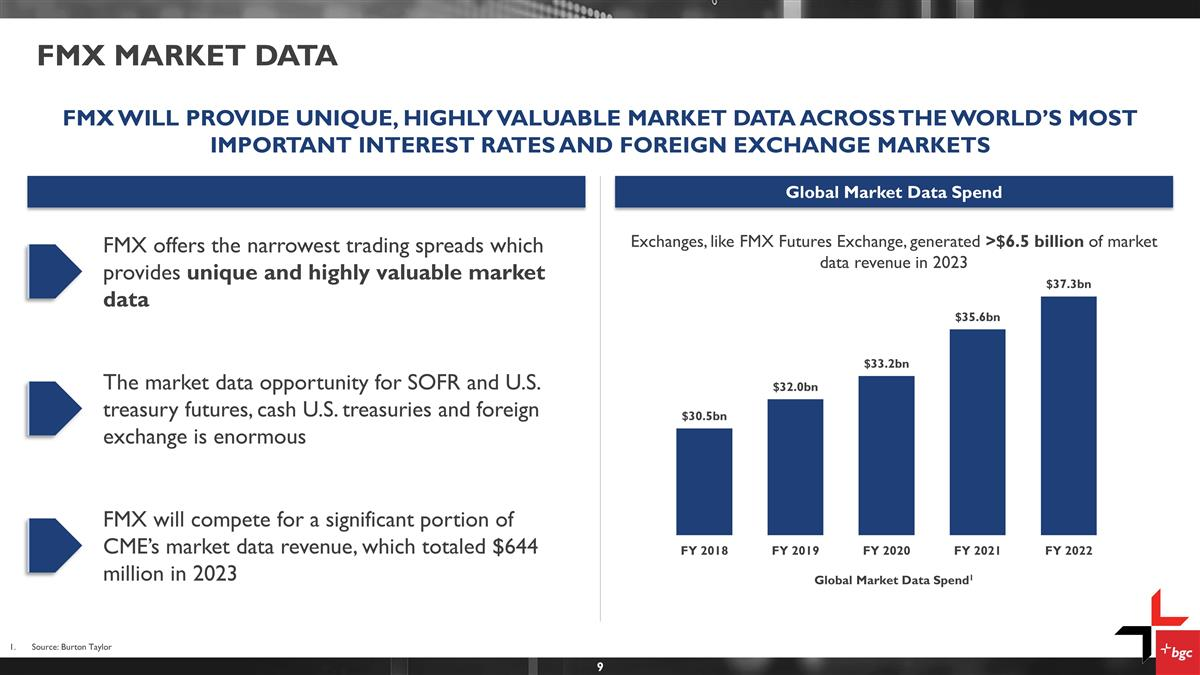 FMX MARKET DATA
FMX WILL PROVIDE UNIQUE, HIGHLY VALUABLE MARKET DATA ACROSS THE WORLD’S MOST
IMPORTANT INTEREST RATES AND FOREIGN EXCHANGE MARKETS
FMX offers the narrowest trading spreads which
provides unique and highly valuable market
data
The market data opportunity for SOFR and U.S.
treasury futures, cash U.S. treasuries and foreign
exchange is enormous
FMX will compete for a significant portion of
CME’s market data revenue, which totaled $644
million in 2023
Global Market Data Spend
Exchanges, like FMX Futures Exchange, generated >$6.5 billion of market
data revenue in 2023
$30.5bn
$32.0bn
$33.2bn
$35.6bn
$37.3bn
FY 2018 FY 2019 FY 2020 FY 2021 FY 2022
Global Market Data Spend¹
1. Source: Burton Taylor
bgc
9